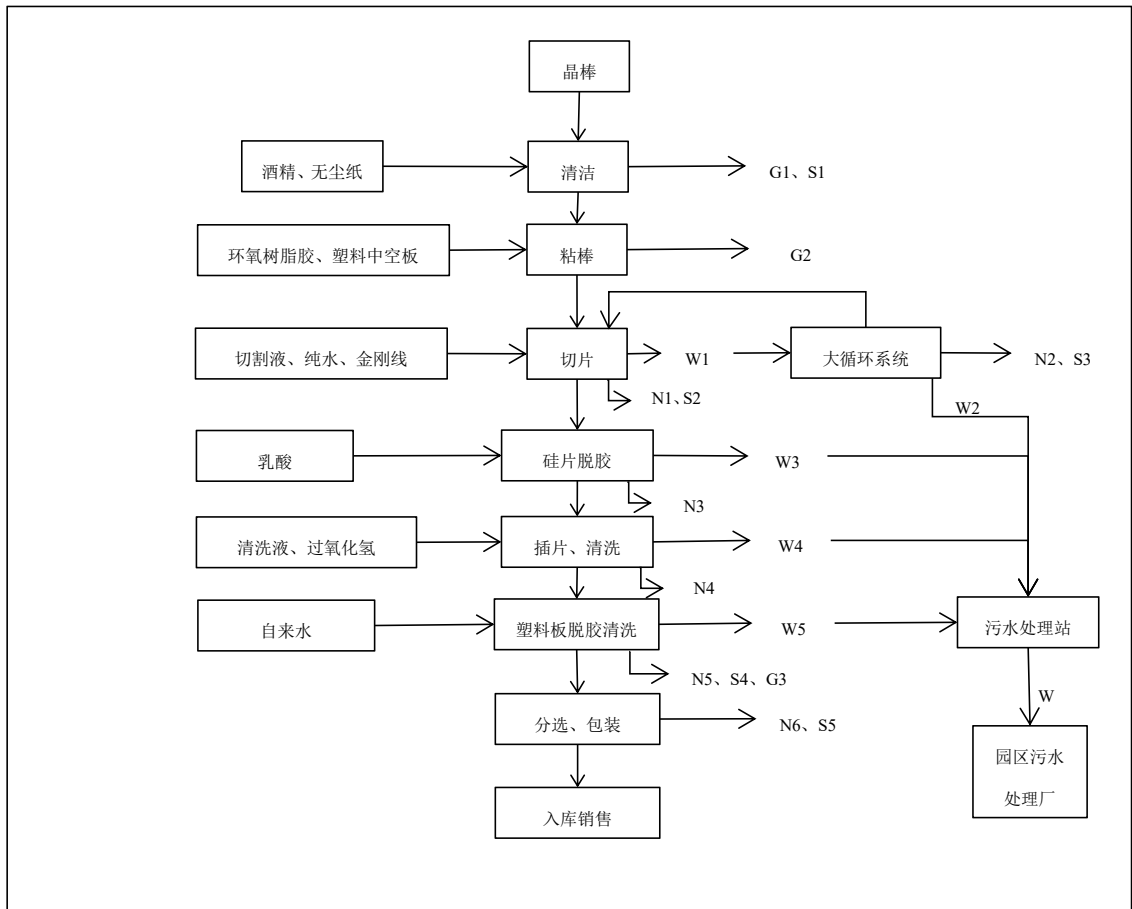 晶棒
酒精、无尘纸
清洁
G1、S1
环氧树脂胶、塑料中空板
粘棒
G2
切割液、纯水、金刚线
切片
W1
大循环系统
N2、S3
N1、S2
W2
乳酸
硅片脱胶
W3
N3
清洗液、过氧化氢
插片、清洗
W4
N4
自来水
塑料板脱胶清洗
W5
污水处理站
N5、S4、G3
W
分选、包装
N6、S5
园区污水
处理厂
入库销售